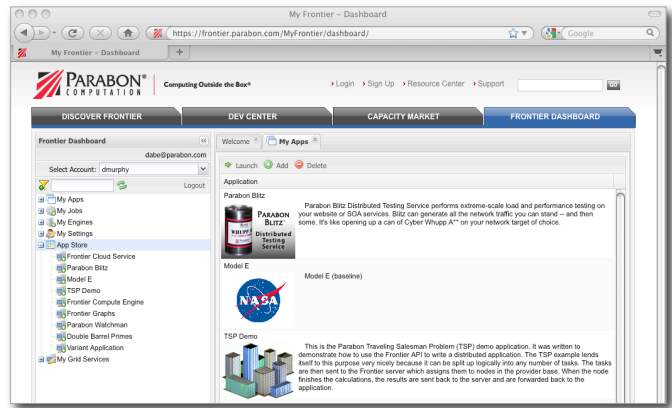 My Frontier – Dashboard
https://frontier.parabon.com/MyFrontier/dashboard/
Google
My Frontier – Dashboard
PARABON®
COMPUTATION
Computing Outside the Box®
Login Sign Up Resource Center Support
GO
DISCOVER FRONTIER DEV CENTER CAPACITY MARKET FRONTIER DASHBOARD
Frontier Dashboard
dabe@parabon.com
Select Account: dmurphy
Logout
My Apps
My Jobs
My Engines
My Settings
App Store
Frontier Cloud Service
Parabon Blitz
Model E
TSP Demo
Frontier Compute Engine
Frontier Graphs
Parabon Watchman
Double Barrel Primes
Variant Application
My Grid Services
Welcome My Apps
Launch Add Delete
Application
Parabon Blitz
PARABON
BLITZ
Distributed
Testing
Service
WHUPP
Parabon Blitz Distributed Testing Service performs extreme-scale load and performance testing on
your website or SOA services. Blitz can generate all the network traffic you can stand -- and then
some. It's like opening up a can of Cyber Whupp A** on your network target of choice.
Model E
NASA
Model E (baseline)
TSP Demo
This is the Parabon Traveling Salesman Problem (TSP) demo application. It was written to
demonstrate how to use the Frontier API to write a distributed application. The TSP example lends
itself to this purpose very nicely because it can be split up logically into any number of tasks. The tasks
are then sent to the Frontier server which assigns them to nodes in the provider base. When the node
finishes the calculations, the results are sent back to the server and are forwarded back to the
application.